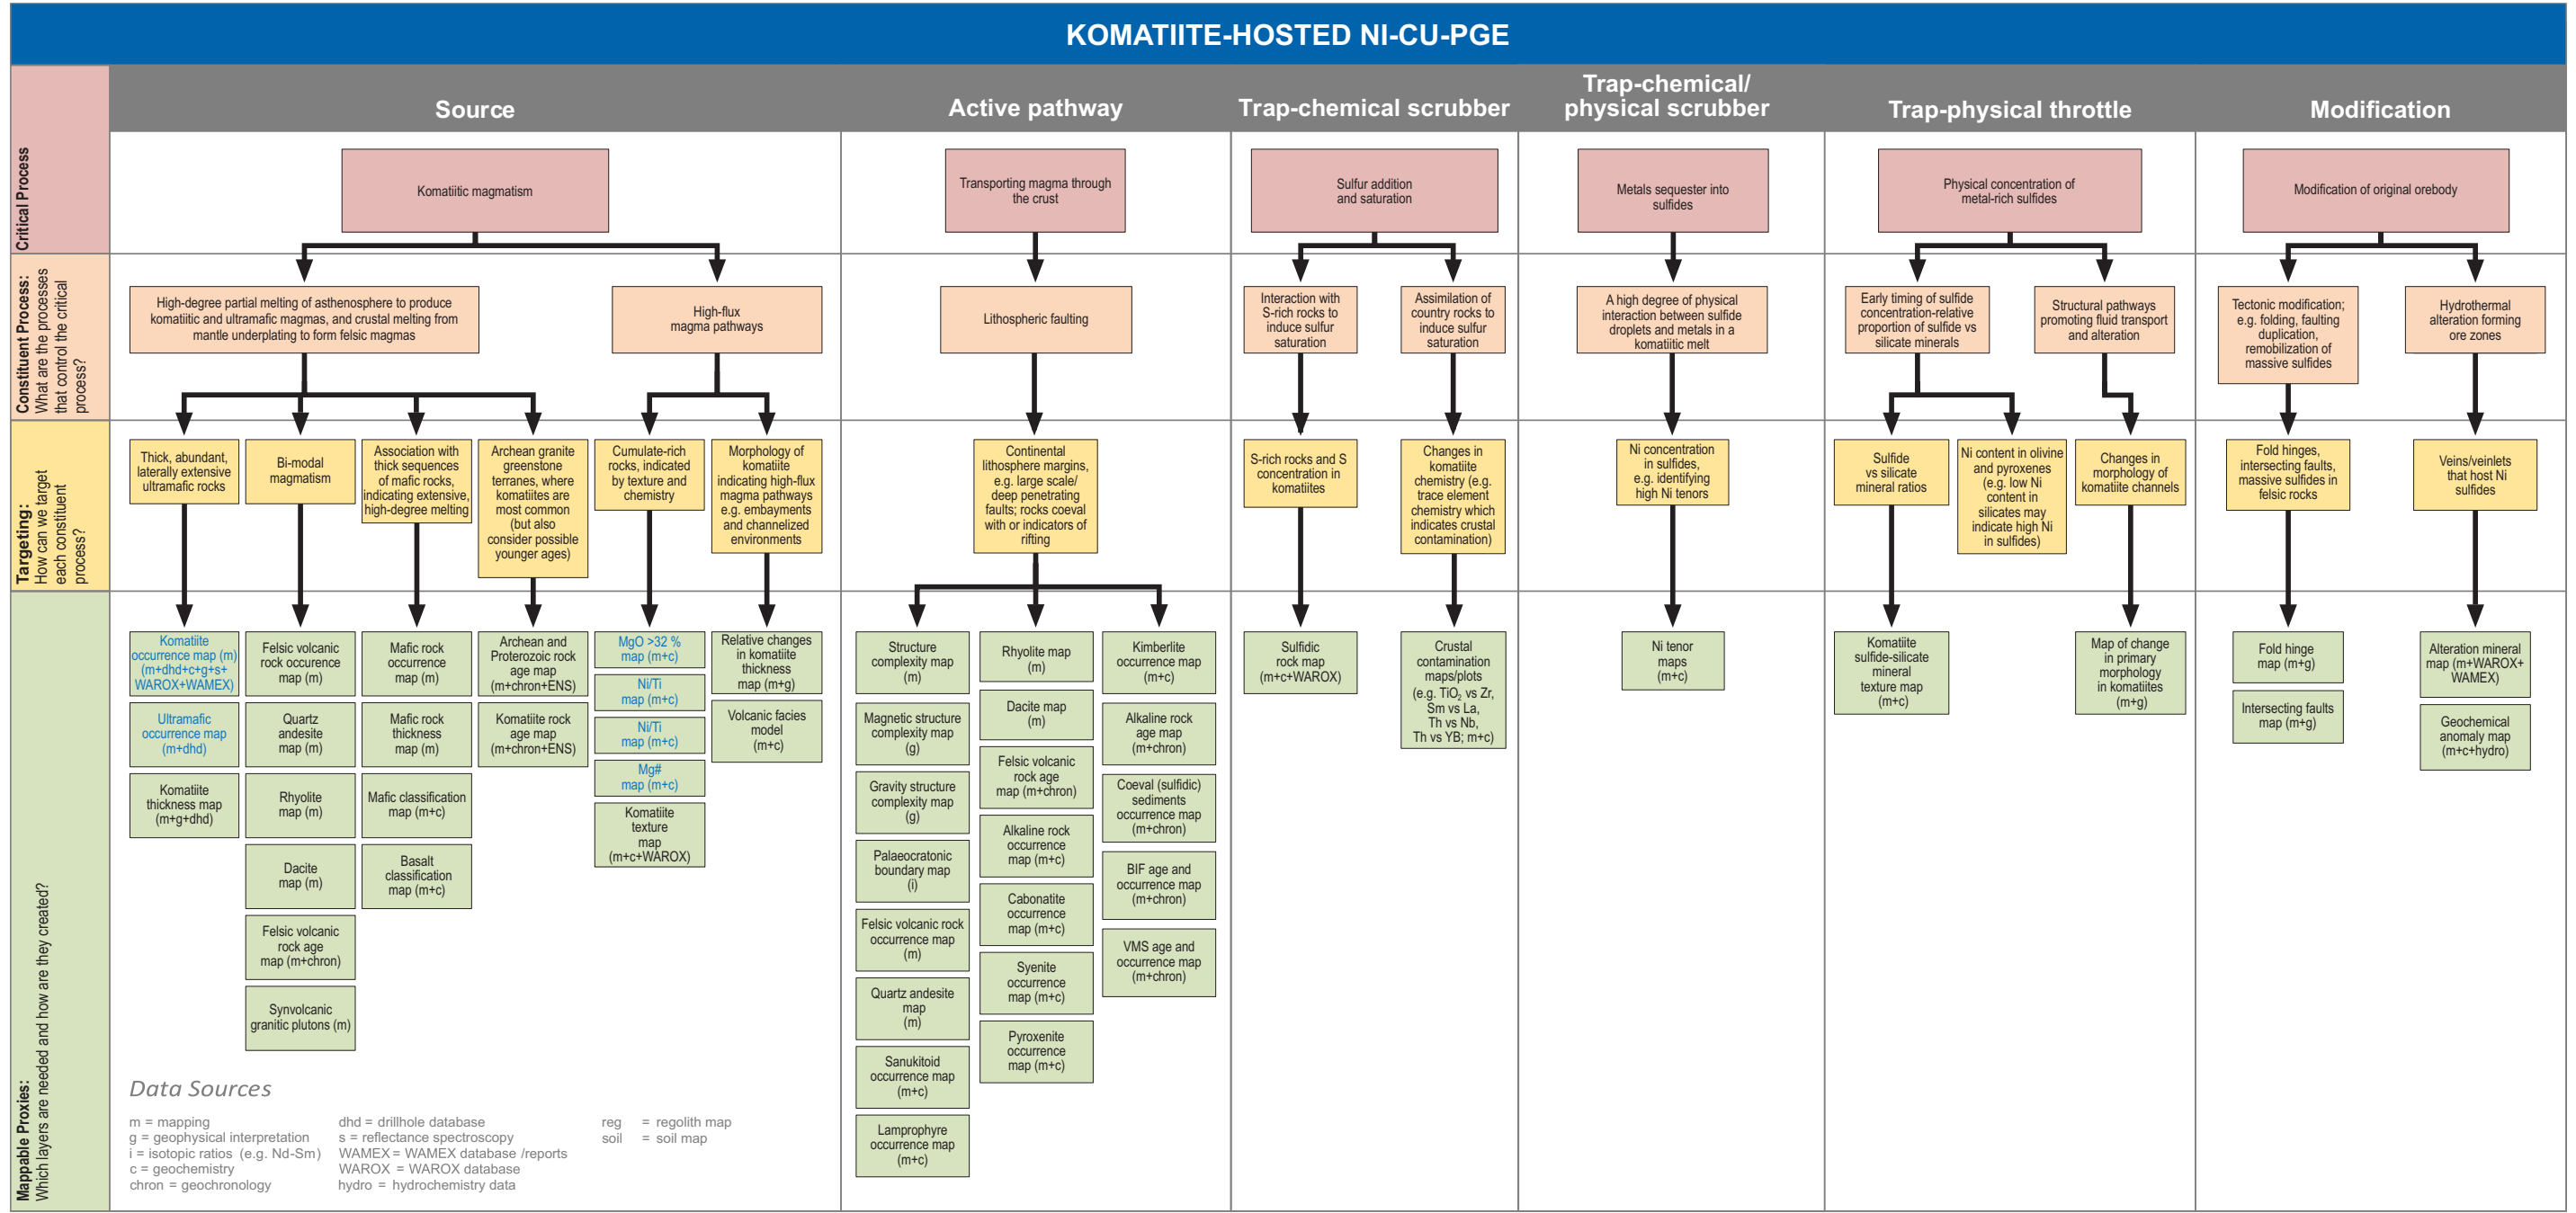 KOMATIITE-HOSTED NI-CU-PGE
Source
Active pathway
Trap-chemical scrubber
Trap-chemical/
physical scrubber
Trap-physical throttle
Modification
Critical Process
Komatiitic magmatism
Transporting magma through
the crust
Sulfur addition
and saturation
Metals sequester into
sulfides
Physical concentration of
metal-rich sulfides
Modification of original orebody
Constituent Process:
What are the processes
that control the critical
process?
High-degree partial melting of asthenosphere to produce
komatiitic and ultramafic magmas, and crustal melting from
mantle underplating to form felsic magmas
High-flux
magma pathways
Lithospheric faulting
Interaction with
S-rich rocks to
induce sulfur
saturation
Assimilation of
country rocks to
induce sulfur
saturation
A high degree of physical
interaction between sulfide
droplets and metals in a
komatiitic melt
Early timing of sulfide
concentration-relative
proportion of sulfide vs
silicate minerals
Structural pathways
promoting fluid transport
and alteration
Tectonic modification;
e.g. folding, faulting
duplication,
remobilization of
massive sulfides
Hydrothermal
alteration forming
ore zones
Targeting:
How can we target
each constituent
process?
Thick, abundant,
laterally extensive
ultramafic rocks
Bi-modal
magmatism
Association with
thick sequences
of mafic rocks,
indicating extensive,
high-degree melting
Archean granite
greenstone
terranes, where
komatiites are
most common
(but also
consider possible
younger ages)
Cumulate-rich
rocks, indicated
by texture and
chemistry
Morphology of
komatiite
indicating high-flux
magma pathways
e.g. embayments
and channelized
environments
Continental
lithosphere margins,
e.g. large scale/
deep penetrating
faults; rocks coeval
with or indicators of
rifting
S-rich rocks and S
concentration in
komatiites
Changes in
komatiite
chemistry (e.g.
trace element
chemistry which
indicates crustal
contamination)
Ni concentration
in sulfides,
e.g. identifying
high Ni tenors
Sulfide
vs silicate
mineral ratios
Ni content in olivine
and pyroxenes
(e.g. low Ni
content in
silicates may
indicate high Ni
in sulfides)
Changes in
morphology of
komatiite channels
Fold hinges,
intersecting faults,
massive sulfides in
felsic rocks
Veins/veinlets
that host Ni
sulfides
Mappable Proxies:
Which layers are needed and how are they created?
Komatiite
occurrence map (m)
(m+dhd+c+g+s+
WAROX+WAMEX)
Ultramafic
occurrence map
(m+dhd)
Komatiite
thickness map
(m+g+dhd)
Felsic volcanic
rock occurence
map (m)
Quartz
andesite
map (m)
Rhyolite
map (m)
Dacite
map (m)
Felsic volcanic
rock age
map (m+chron)
Synvolcanic
granitic plutons (m)
Mafic rock
occurrence
map (m)
Mafic rock
thickness
map (m)
Mafic classification
map (m+c)
Basalt
classification
map (m+c)
Archean and
Proterozoic rock
age map
(m+chron+ENS)
Komatiite rock
age map
(m+chron+ENS)
MgO >32 %
map (m+c)
Ni/Ti
map (m+c)
Ni/Ti
map (m+c)
Mg#
map (m+c)
Komatiite
texture
map
(m+c+WAROX)
Relative changes
in komatiite
thickness
map (m+g)
Volcanic facies
model
(m+c)
Structure
complexity map
(m)
Magnetic structure
complexity map
(g)
Gravity structure
complexity map
(g)
Palaeocratonic
boundary map
(i)
Felsic volcanic rock
occurrence map
(m)
Quartz andesite
map
(m)
Sanukitoid
occurrence map
(m+c)
Lamprophyre
occurrence map
(m+c)
Rhyolite map
(m)
Dacite map
(m)
Felsic volcanic
rock age
map (m+chron)
Alkaline rock
occurrence
map (m+c)
Cabonatite
occurrence
map (m+c)
Syenite
occurrence
map (m+c)
Pyroxenite
occurrence
map (m+c)
Kimberlite
occurrence map
(m+c)
Alkaline rock
age map
(m+chron)
Coeval (sulfidic)
sediments
occurrence map
(m+chron)
BIF age and
occurrence map
(m+chron)
VMS age and
occurrence map
(m+chron)
Sulfidic
rock map
(m+c+WAROX)
Crustal
contamination
maps/plots
(e.g. TiO₂ vs Zr,
Sm vs La,
Th vs Nb,
Th vs YB; m+c)
Ni tenor
maps
(m+c)
Komatiite
sulfide-silicate
mineral
texture map
(m+c)
Map of change
in primary
morphology
in komatiites
(m+g)
Fold hinge
map (m+g)
Intersecting faults
map (m+g)
Alteration mineral
map (m+WAROX+
WAMEX)
Geochemical
anomaly map
(m+c+hydro)
Data Sources
m = mapping
g = geophysical interpretation
i = isotopic ratios (e.g. Nd-Sm)
c = geochemistry
chron = geochronology
dhd = drillhole database
s = reflectance spectroscopy
WAMEX = WAMEX database /reports
WAROX = WAROX database
hydro = hydrochemistry data
reg = regolith map
soil = soil map